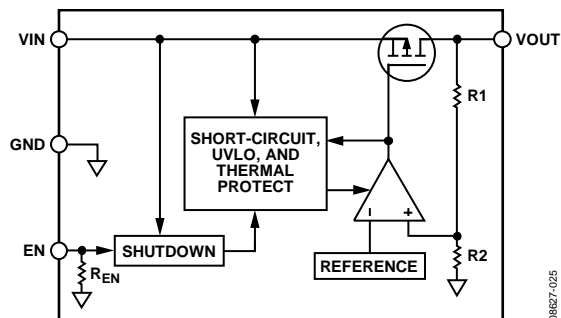 VIN
VOUT
R1
GND
SHORT-CIRCUIT,
UVLO, AND
THERMAL
PROTECT
EN
SHUTDOWN
REN
– +
REFERENCE
R2
08627-025